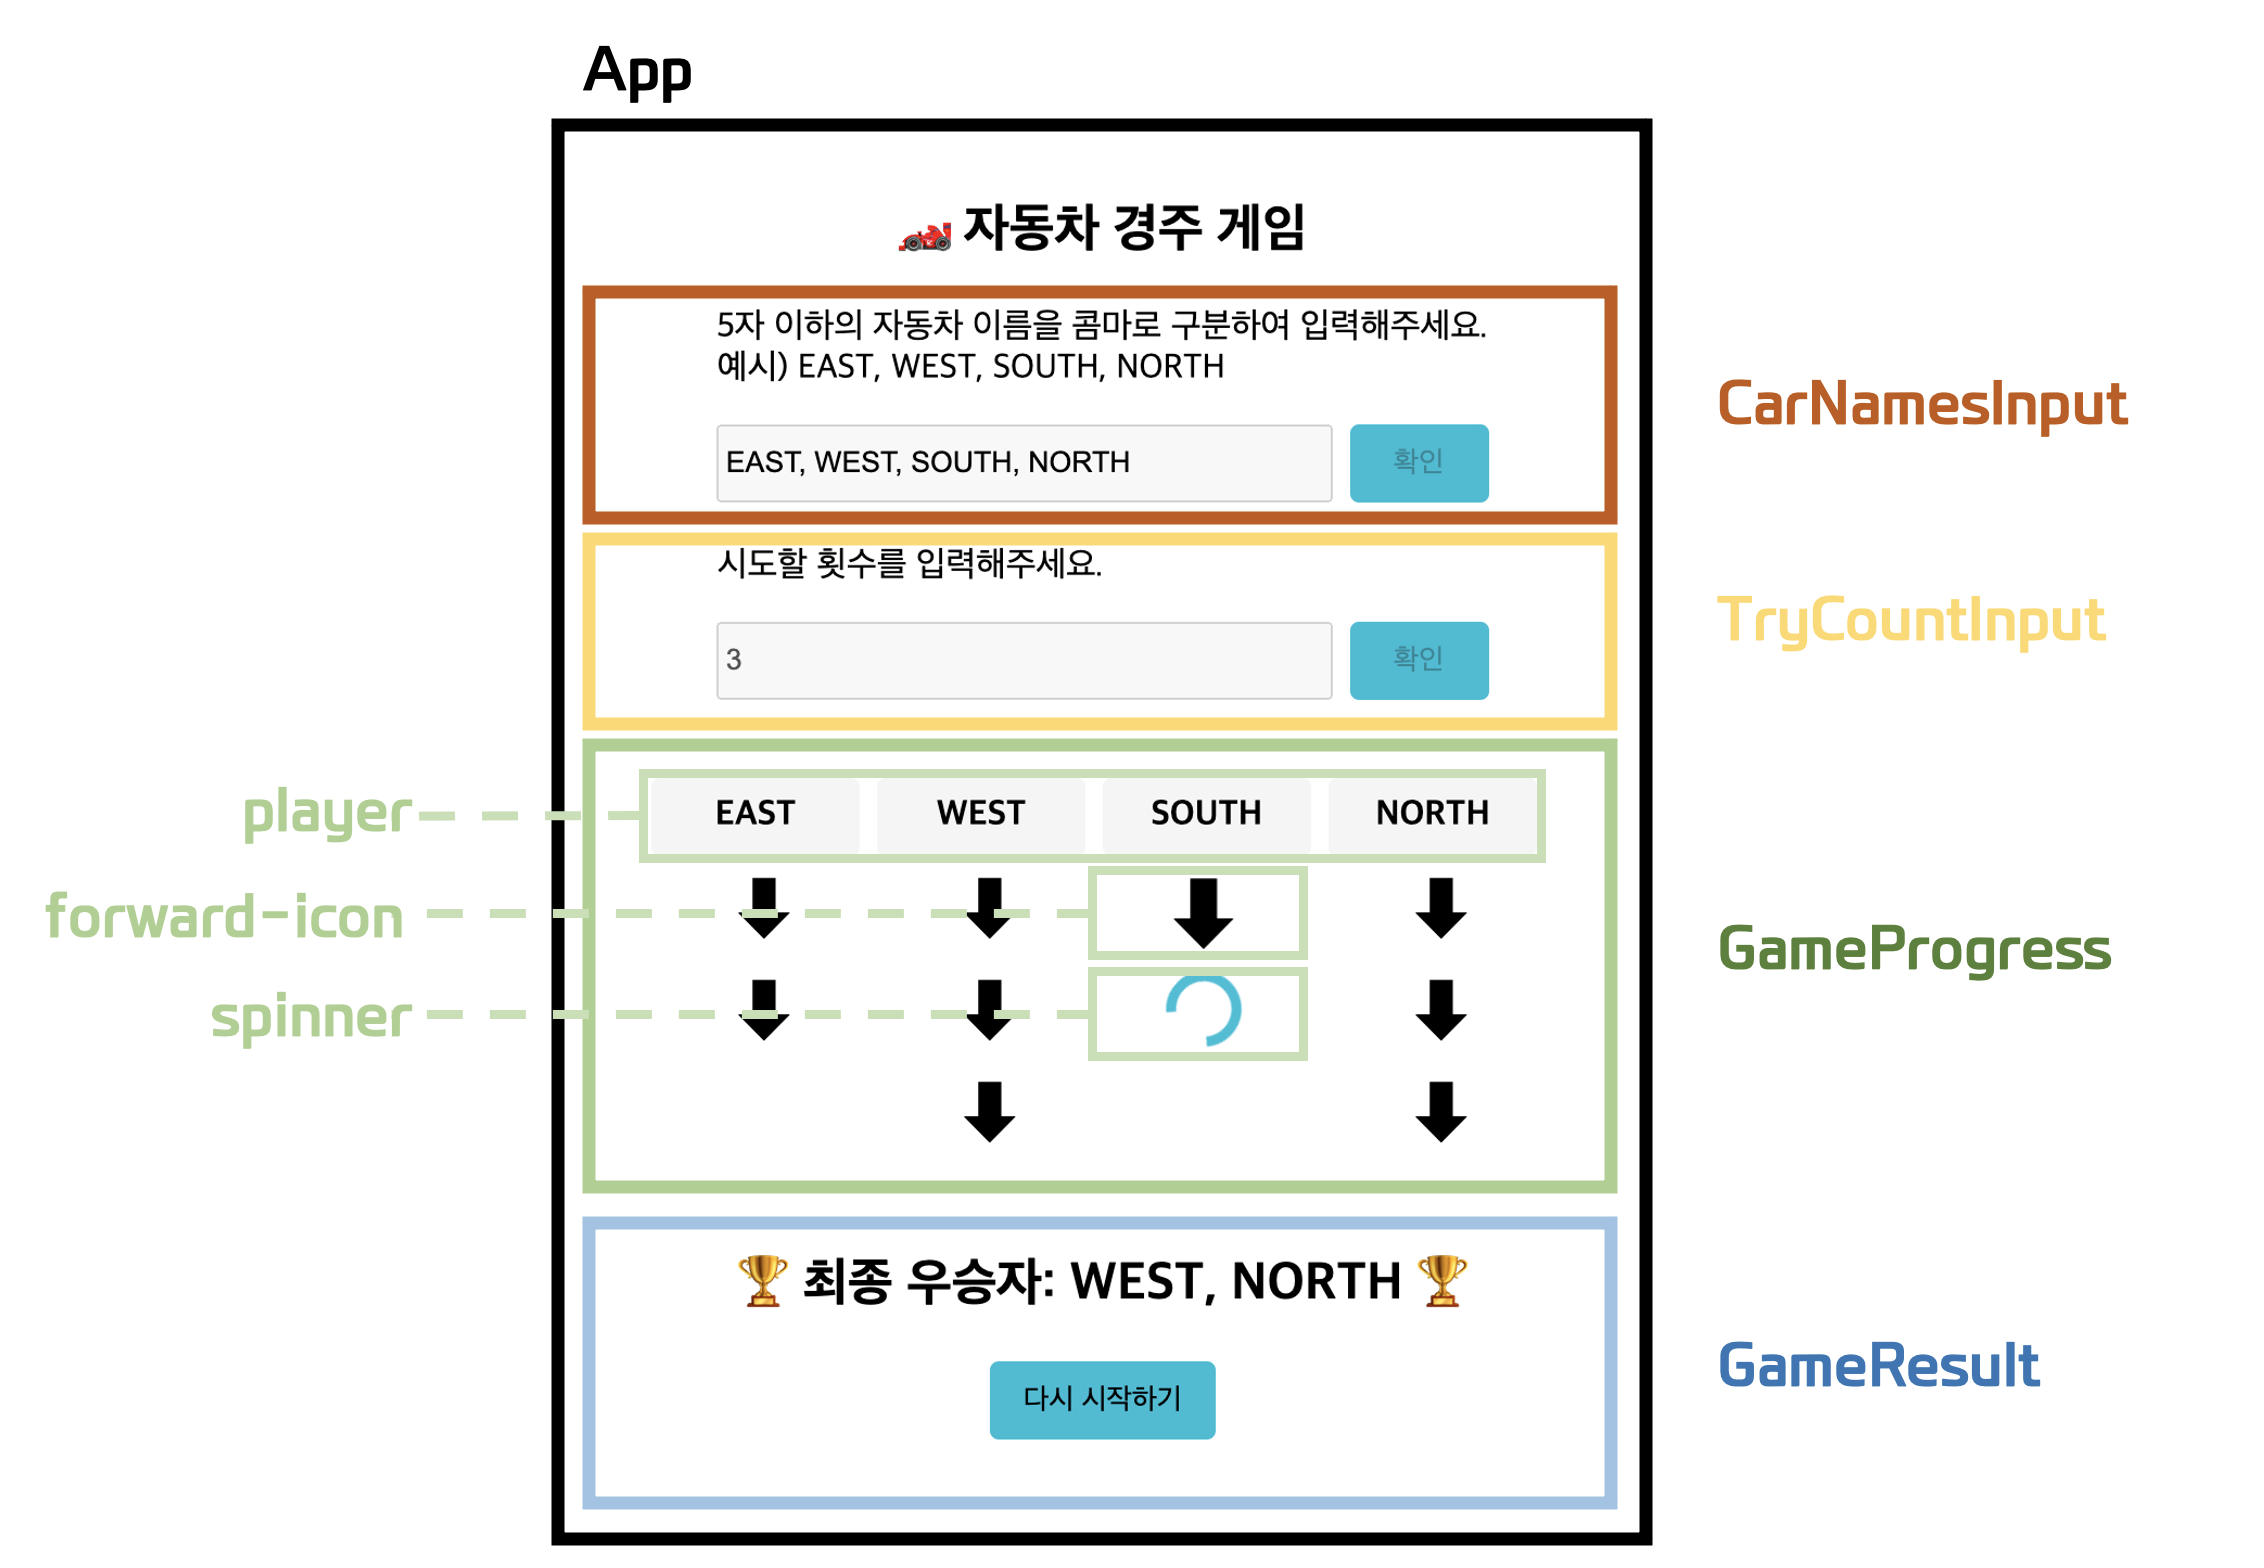 App
🏎️ 자동차 경주 게임
5자 이하의 자동차 이름을 콤마로 구분하여 입력해주세요.
예시) EAST, WEST, SOUTH, NORTH
EAST, WEST, SOUTH, NORTH
확인
CarNamesInput
시도할 횟수를 입력해주세요.
3
확인
TryCountInput
player
EAST
WEST
SOUTH
NORTH
forward-icon
GameProgress
spinner
🏆 최종 우승자: WEST, NORTH 🏆
다시 시작하기
GameResult